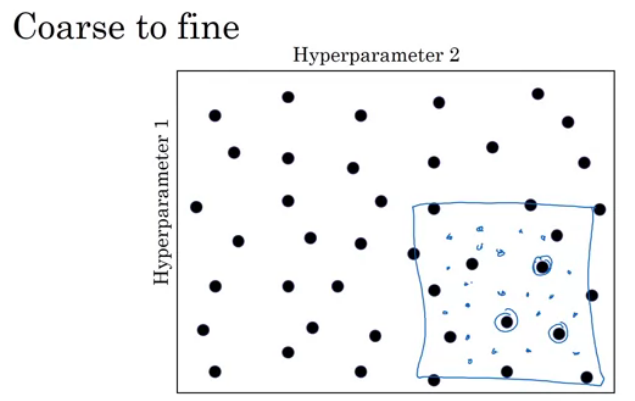 Coarse to fine
Hyperparameter 2
Hyperparameter 1